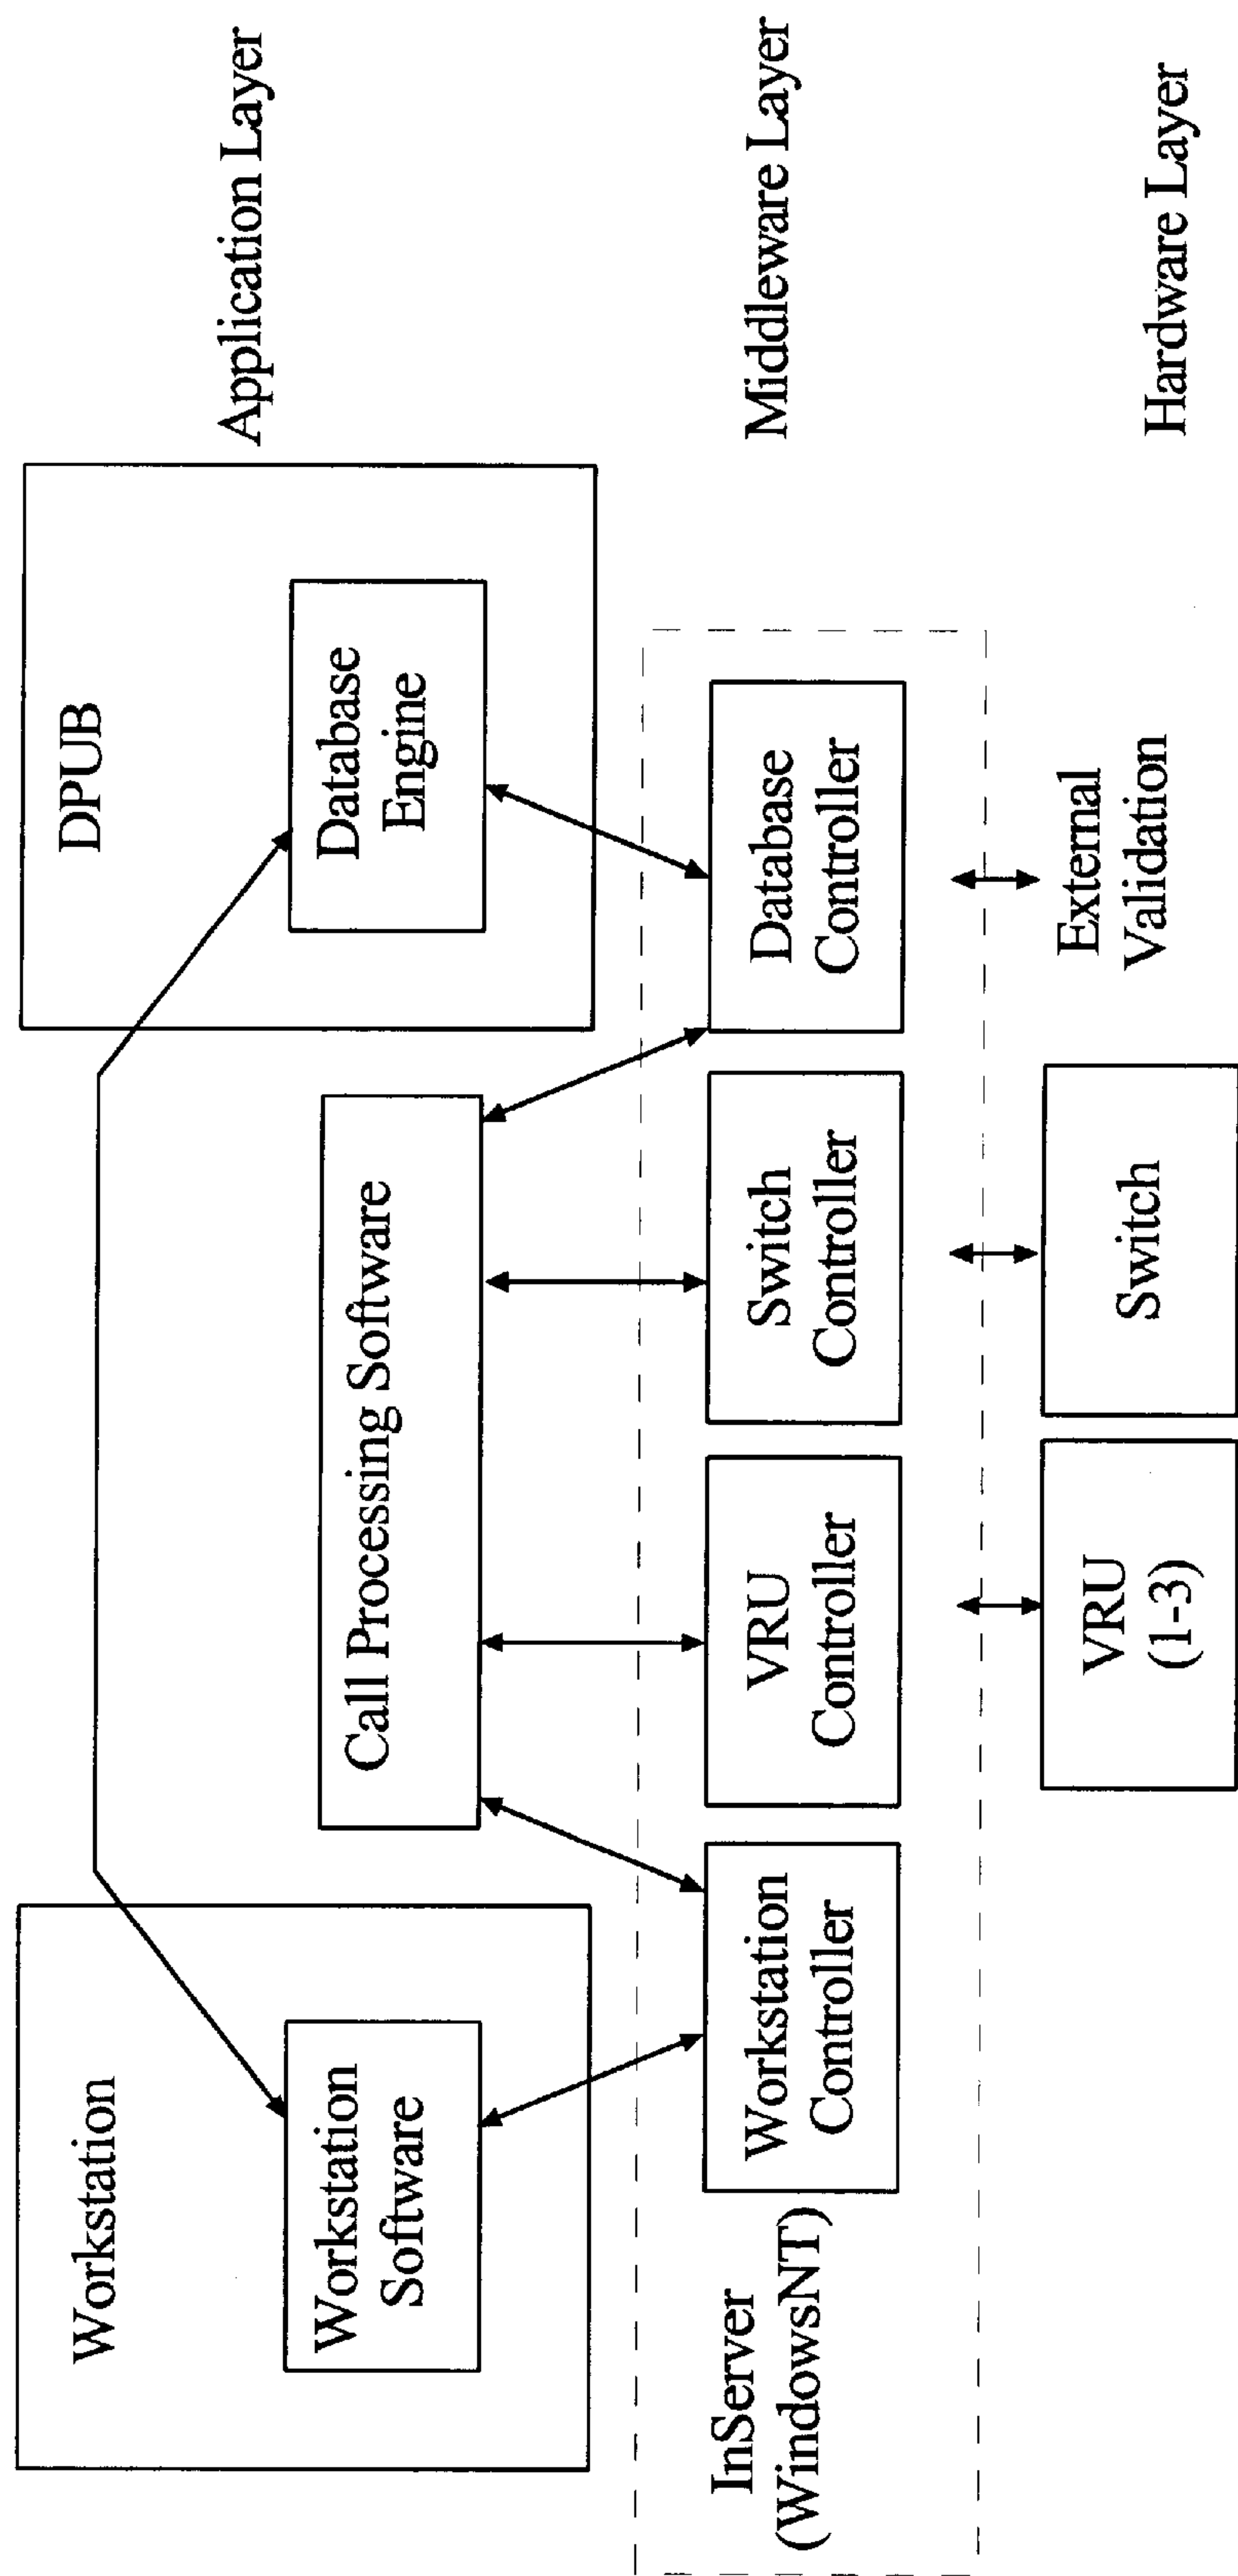 Workstation
DPUB
Application Layer
Workstation
Software
Call Processing Software
Database
Engine
InServer
(WindowsNT)
Workstation
Controller
VRU
Controller
Switch
Controller
Database
Controller
Middleware Layer
VRU
(1-3)
Switch
External
Validation
Hardware Layer